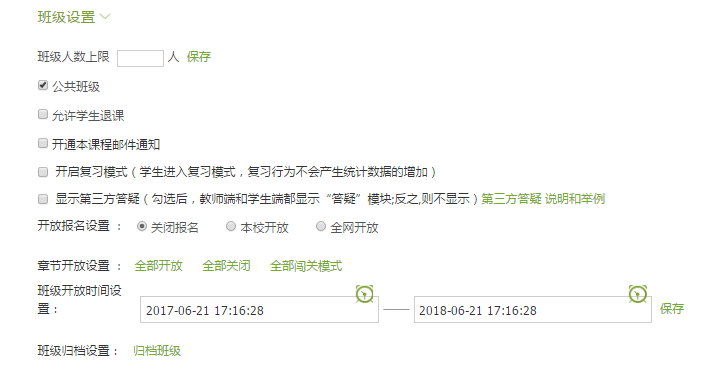 班级设置
班级人数上限 人 保存
公共班级
允许学生退课
开通本课程邮件通知
开启复习模式（学生进入复习模式，复习行为不会产生统计数据的增加）
显示第三方答疑（勾选后，教师端和学生端都显示“答疑”模块;反之,则不显示）第三方答疑 说明和举例
开放报名设置 ： 关闭报名 本校开放 全网开放
章节开放设置 ： 全部开放 全部关闭 全部闯关模式
班级开放时间设
置： 2017-06-21 17:16:28 —— 2018-06-21 17:16:28 保存
班级归档设置： 归档班级